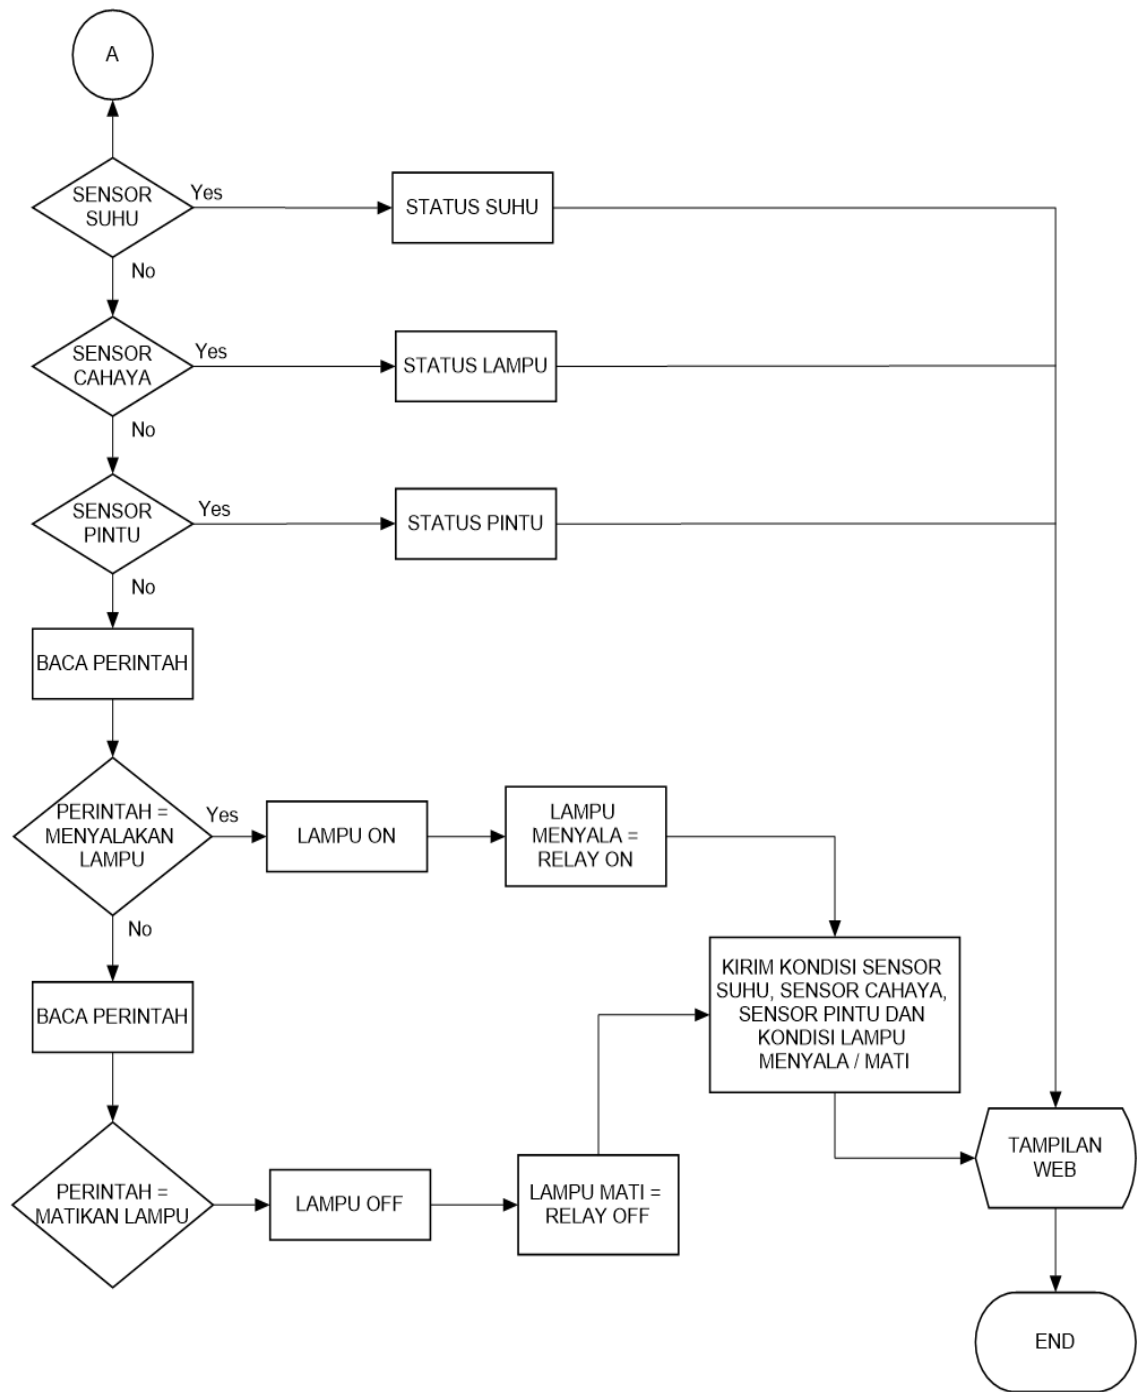 A
SENSOR
SUHU
Yes
STATUS SUHU
No
SENSOR
CAHAYA
Yes
STATUS LAMPU
No
SENSOR
PINTU
Yes
STATUS PINTU
No
BACA PERINTAH
PERINTAH =
MENYALAKAN
LAMPU
Yes
LAMPU ON
LAMPU
MENYALA =
RELAY ON
No
KIRIM KONDISI SENSOR
SUHU, SENSOR CAHAYA,
SENSOR PINTU DAN
KONDISI LAMPU
MENYALA / MATI
BACA PERINTAH
PERINTAH =
MATIKAN LAMPU
LAMPU OFF
LAMPU MATI =
RELAY OFF
TAMPILAN
WEB
END